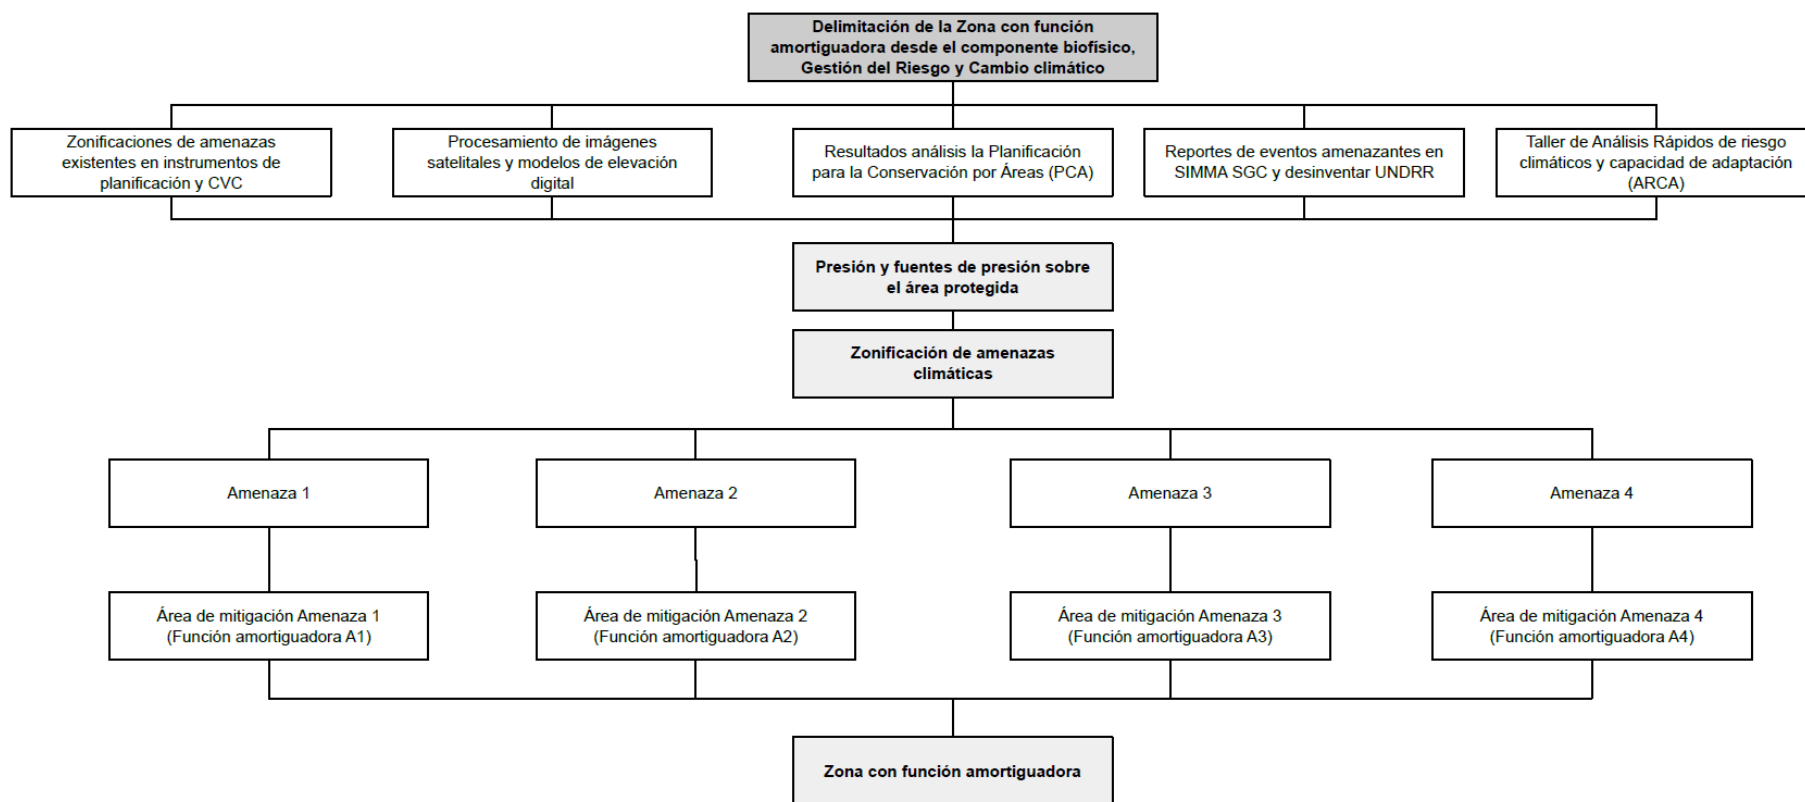 Delimitación de la Zona con función
amortiguadora desde el componente biofísico,
Gestión del Riesgo y Cambio climático
Zonificaciones de amenazas
existentes en instrumentos de
planificación y CVC
Procesamiento de imágenes
satelitales y modelos de elevación
digital
Resultados análisis la Planificación
para la Conservación por Áreas (PCA)
Reportes de eventos amenazantes en
SIMMA SGC y desinventar UNDRR
Taller de Análisis Rápidos de riesgo
climáticos y capacidad de adaptación
(ARCA)
Presión y fuentes de presión sobre
el área protegida
Zonificación de amenazas
climáticas
Amenaza 1
Amenaza 2
Amenaza 3
Amenaza 4
Área de mitigación Amenaza 1
(Función amortiguadora A1)
Área de mitigación Amenaza 2
(Función amortiguadora A2)
Área de mitigación Amenaza 3
(Función amortiguadora A3)
Área de mitigación Amenaza 4
(Función amortiguadora A4)
Zona con función amortiguadora